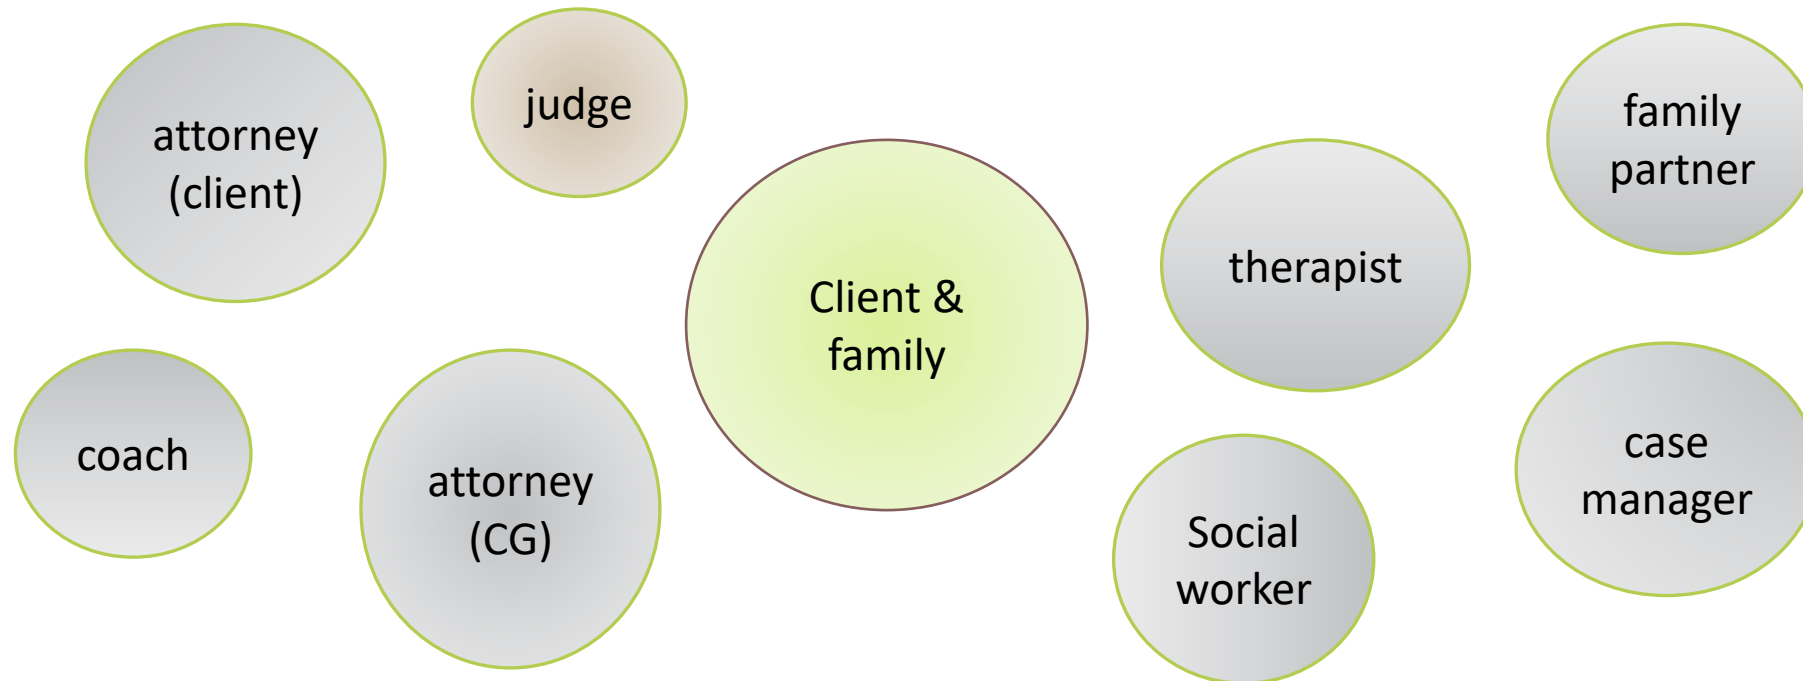 attorney
(client)
judge
Client &
family
therapist
family
partner
coach
attorney
(CG)
Social
worker
case
manager